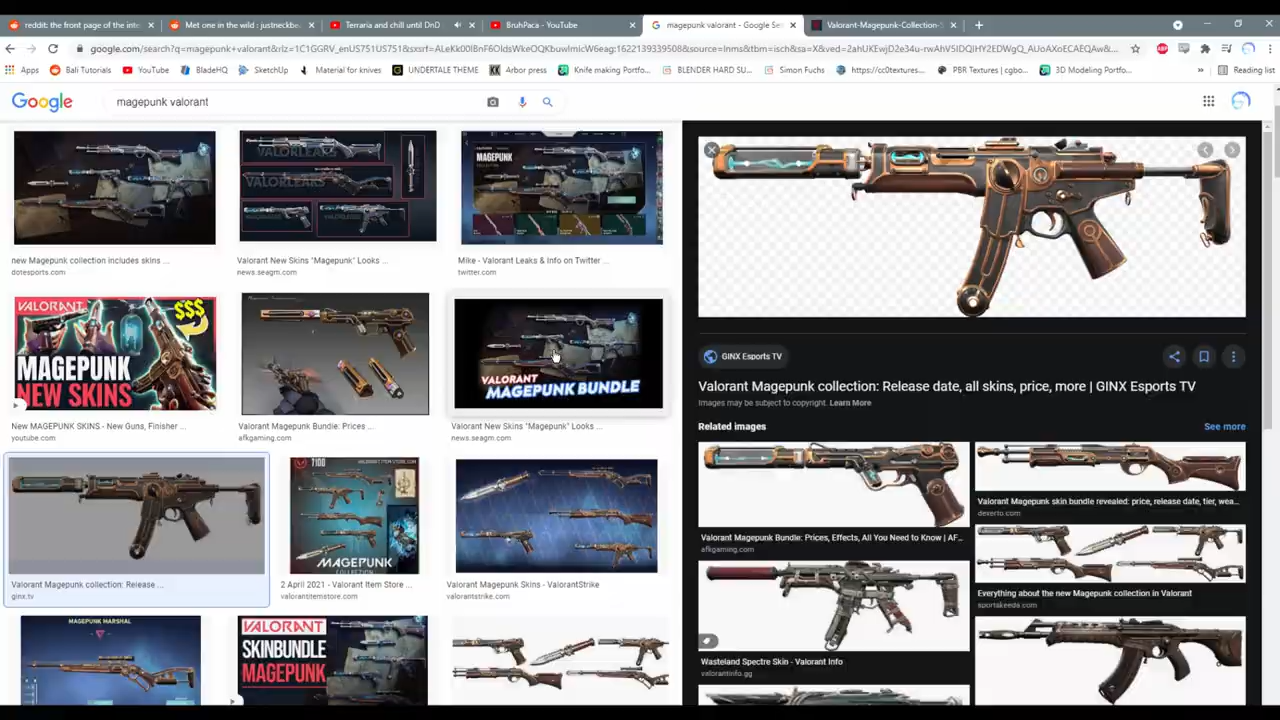 reddit: the front page of the inte
Met one in the wild : justneckbe
Terraria and chill until DnD
BruhPaca - YouTube
magepunk valorant - Google Se
Valorant-Magepunk-Collection-S
Apps
Bali Tutorials
YouTube
BladeHQ
SketchUp
Material for knives
UNDERTALE THEME
Arbor press
Knife making Portfo...
BLENDER HARD SU...
Simon Fuchs
https://cc0textures...
PBR Textures | cgbo...
3D Modeling Portfo...
Reading list
Google
magepunk valorant
VALORLEAKS
VALORLEAKS
MAGEPUNK
new Magepunk collection includes skins ...
dotesports.com
Valorant New Skins "Magepunk" Looks ...
news.seagm.com
Mike - Valorant Leaks & Info on Twitter ...
twitter.com
VALORANT
$$$
MAGEPUNK
NEW SKINS
VALORANT
MAGEPUNK BUNDLE
New MAGEPUNK SKINS - New Guns, Finisher ...
youtube.com
Valorant Magepunk Bundle: Prices ...
afkgaming.com
Valorant New Skins "Magepunk" Looks ...
news.seagm.com
7100
MAGEPUNK
COLLECTION
Valorant Magepunk collection: Release ...
ginx.tv
2 April 2021 - Valorant Item Store ...
valorantitemstore.com
Valorant Magepunk Skins - ValorantStrike
valorantstrike.com
MAGEPUNK HARSHAL
VALORANT
SKINBUNDLE
MAGEPUNK
GINX Esports TV
Valorant Magepunk collection: Release date, all skins, price, more | GINX Esports TV
Images may be subject to copyright. Learn More
Related images
See more
Valorant Magepunk Bundle: Prices, Effects, All You Need to Know | AF...
afkgaming.com
Valorant Magepunk skin bundle revealed: price, release date, tier, wea...
dexerto.com
Everything about the new Magepunk collection in Valorant
sportskeeda.com
Wasteland Spectre Skin - Valorant Info
valorantinfo.gg